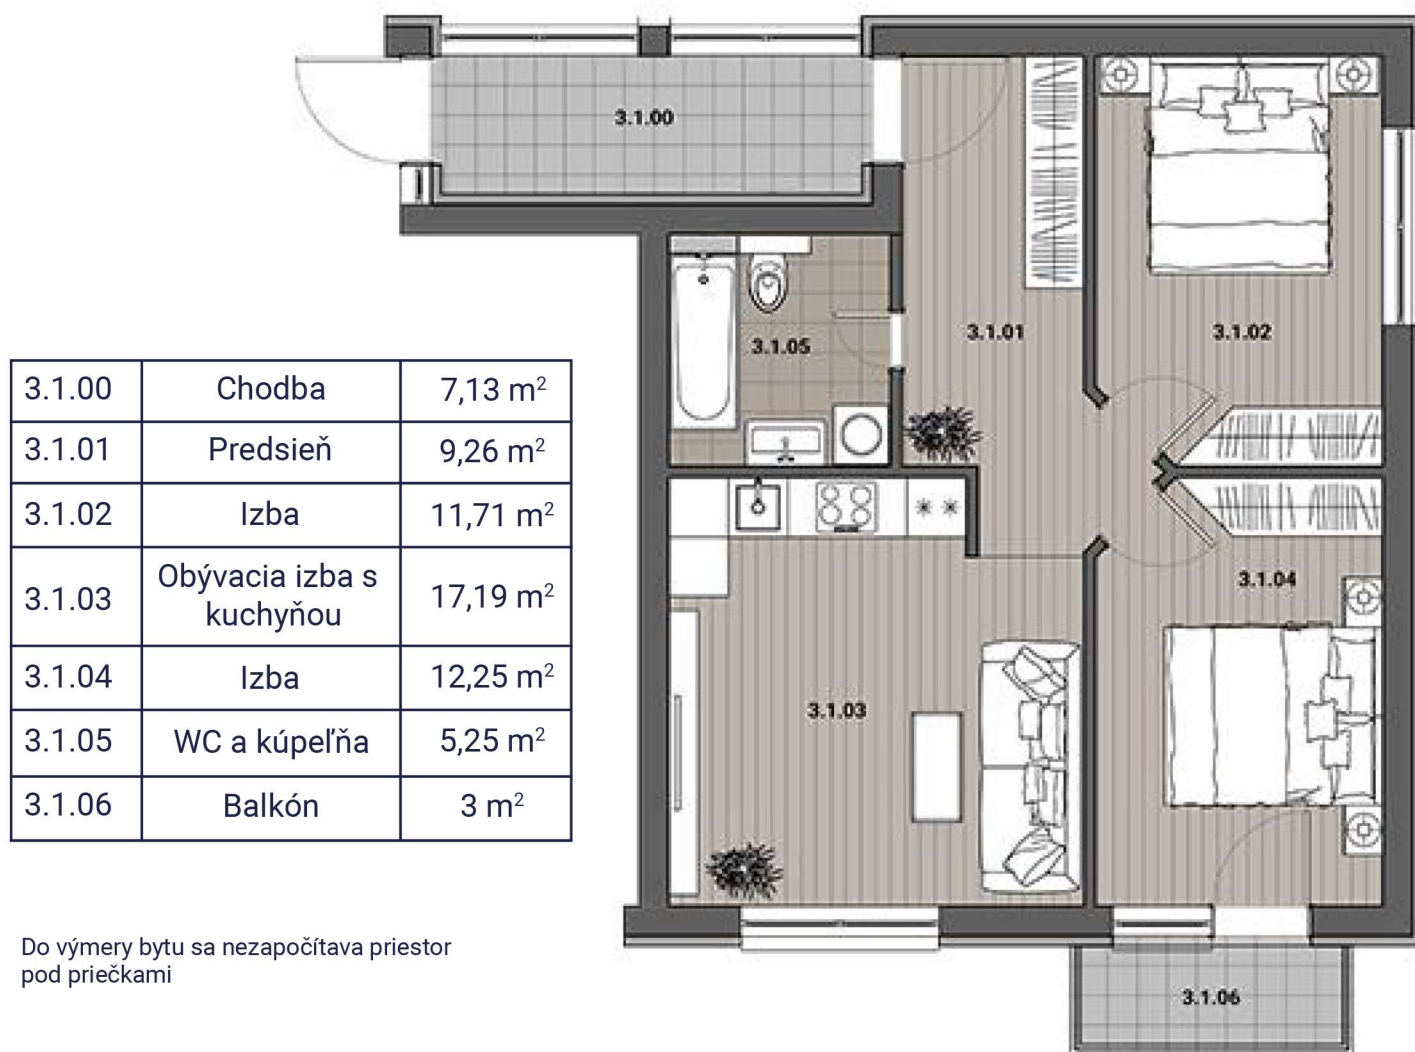 3.1.00 Chodba 7,13 m²
3.1.01 Predsieň 9,26 m²
3.1.02 Izba 11,71 m²
3.1.03 Obývacia izba s
kuchyňou 17,19 m²
3.1.04 Izba 12,25 m²
3.1.05 WC a kúpeľňa 5,25 m²
3.1.06 Balkón 3 m²
Do výmery bytu sa nezapočítava priestor
pod priečkami
3.1.00
3.1.01
3.1.02
3.1.05
3.1.04
3.1.03
3.1.06